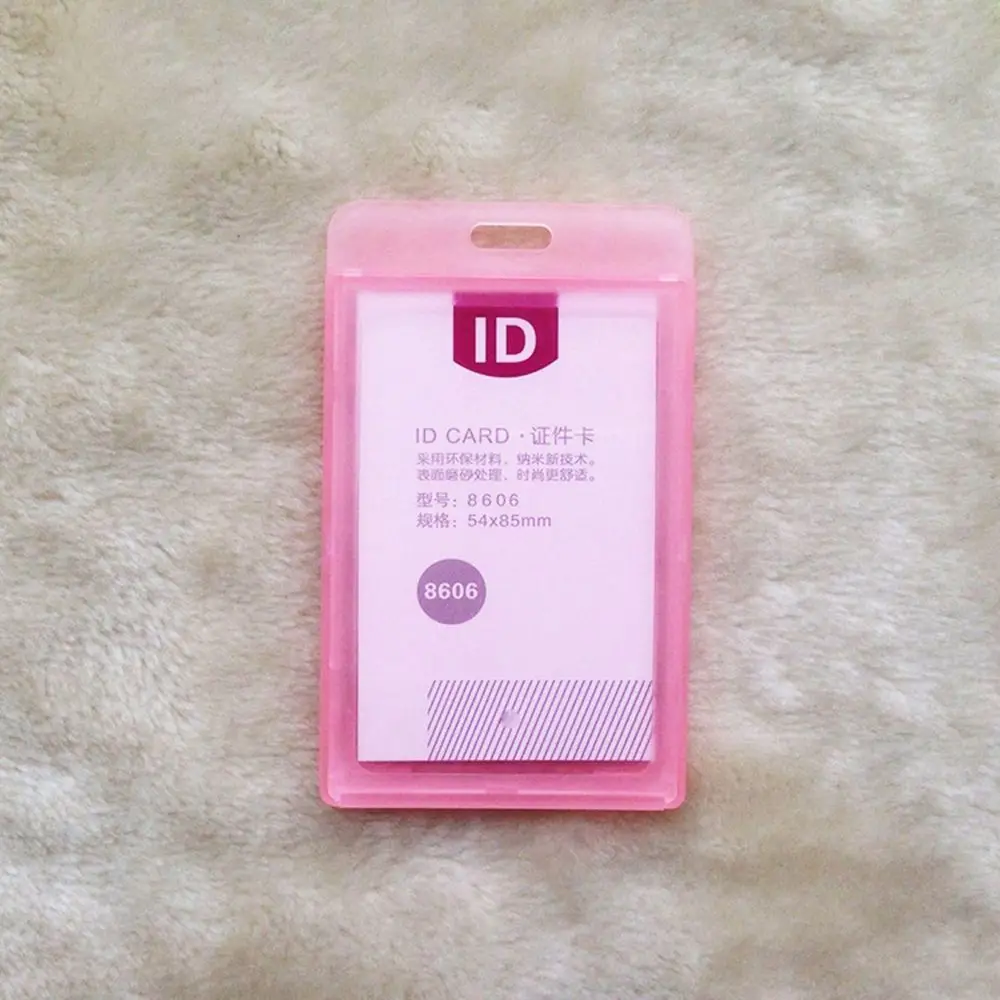 ID
ID CARD · 证件卡
采用环保材料，纳米新技术。
表面磨砂处理，时尚更舒适。
型号：8606
规格：54x85mm
8606